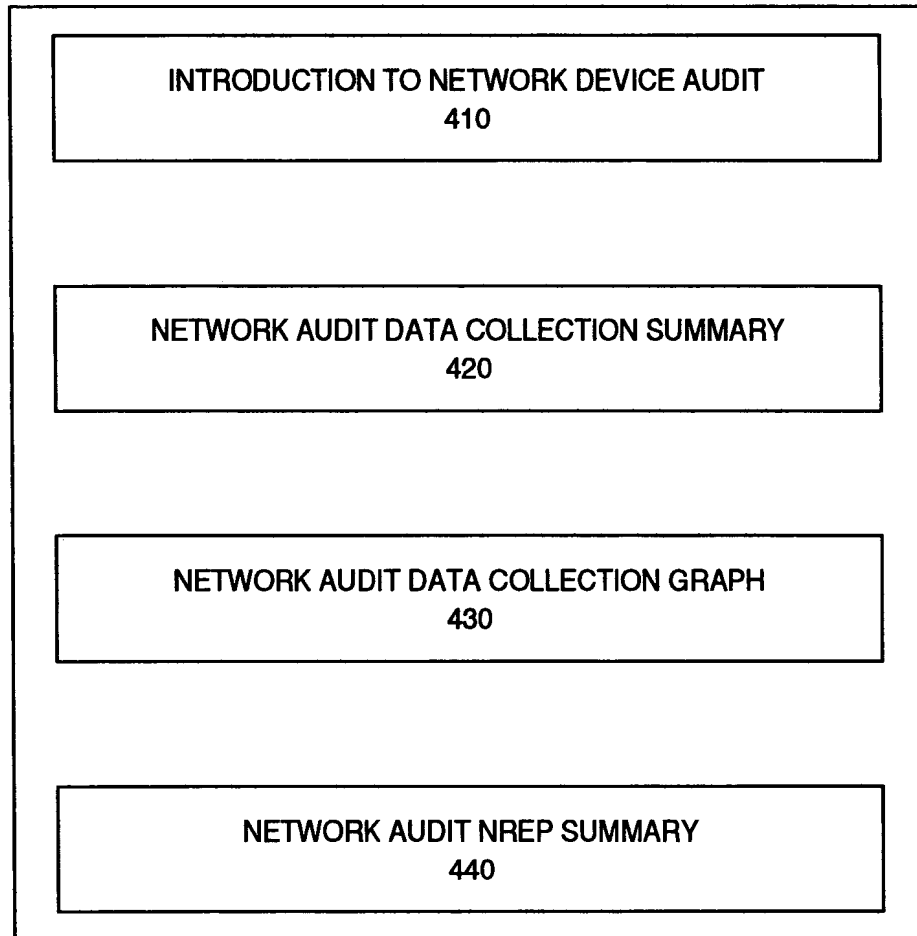 INTRODUCTION TO NETWORK DEVICE AUDIT
410
NETWORK AUDIT DATA COLLECTION SUMMARY
420
NETWORK AUDIT DATA COLLECTION GRAPH
430
NETWORK AUDIT NREP SUMMARY
440